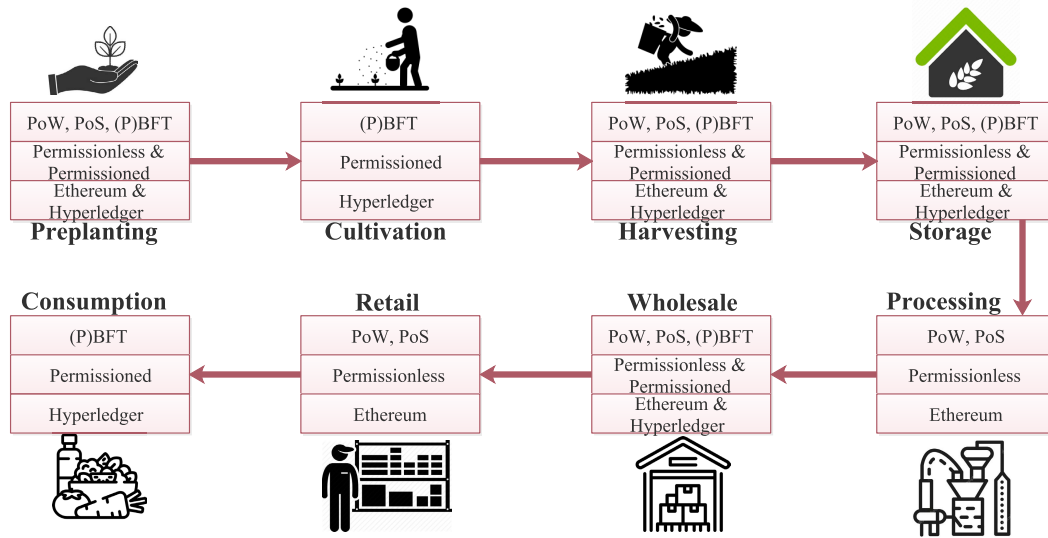 PoW, PoS, (P)BFT
Permissionless &
Permissioned
Ethereum &
Hyperledger
Preplanting
(P)BFT
Permissioned
Hyperledger
Cultivation
PoW, PoS, (P)BFT
Permissionless &
Permissioned
Ethereum &
Hyperledger
Harvesting
PoW, PoS, (P)BFT
Permissionless &
Permissioned
Ethereum &
Hyperledger
Storage
Processing
PoW, PoS
Permissionless
Ethereum
Wholesale
PoW, PoS, (P)BFT
Permissionless &
Permissioned
Ethereum &
Hyperledger
Retail
PoW, PoS
Permissionless
Ethereum
Consumption
(P)BFT
Permissioned
Hyperledger